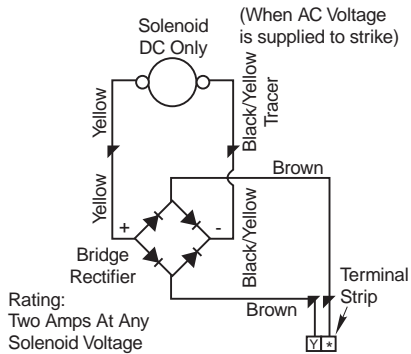 Solenoid
DC Only
(When AC Voltage
is supplied to strike)
Yellow
Black/Yellow
Tracer
Yellow
Black/Yellow
Brown
+
-
Bridge
Rectifier
Terminal
Strip
Brown
Rating:
Two Amps At Any
Solenoid Voltage
Y *